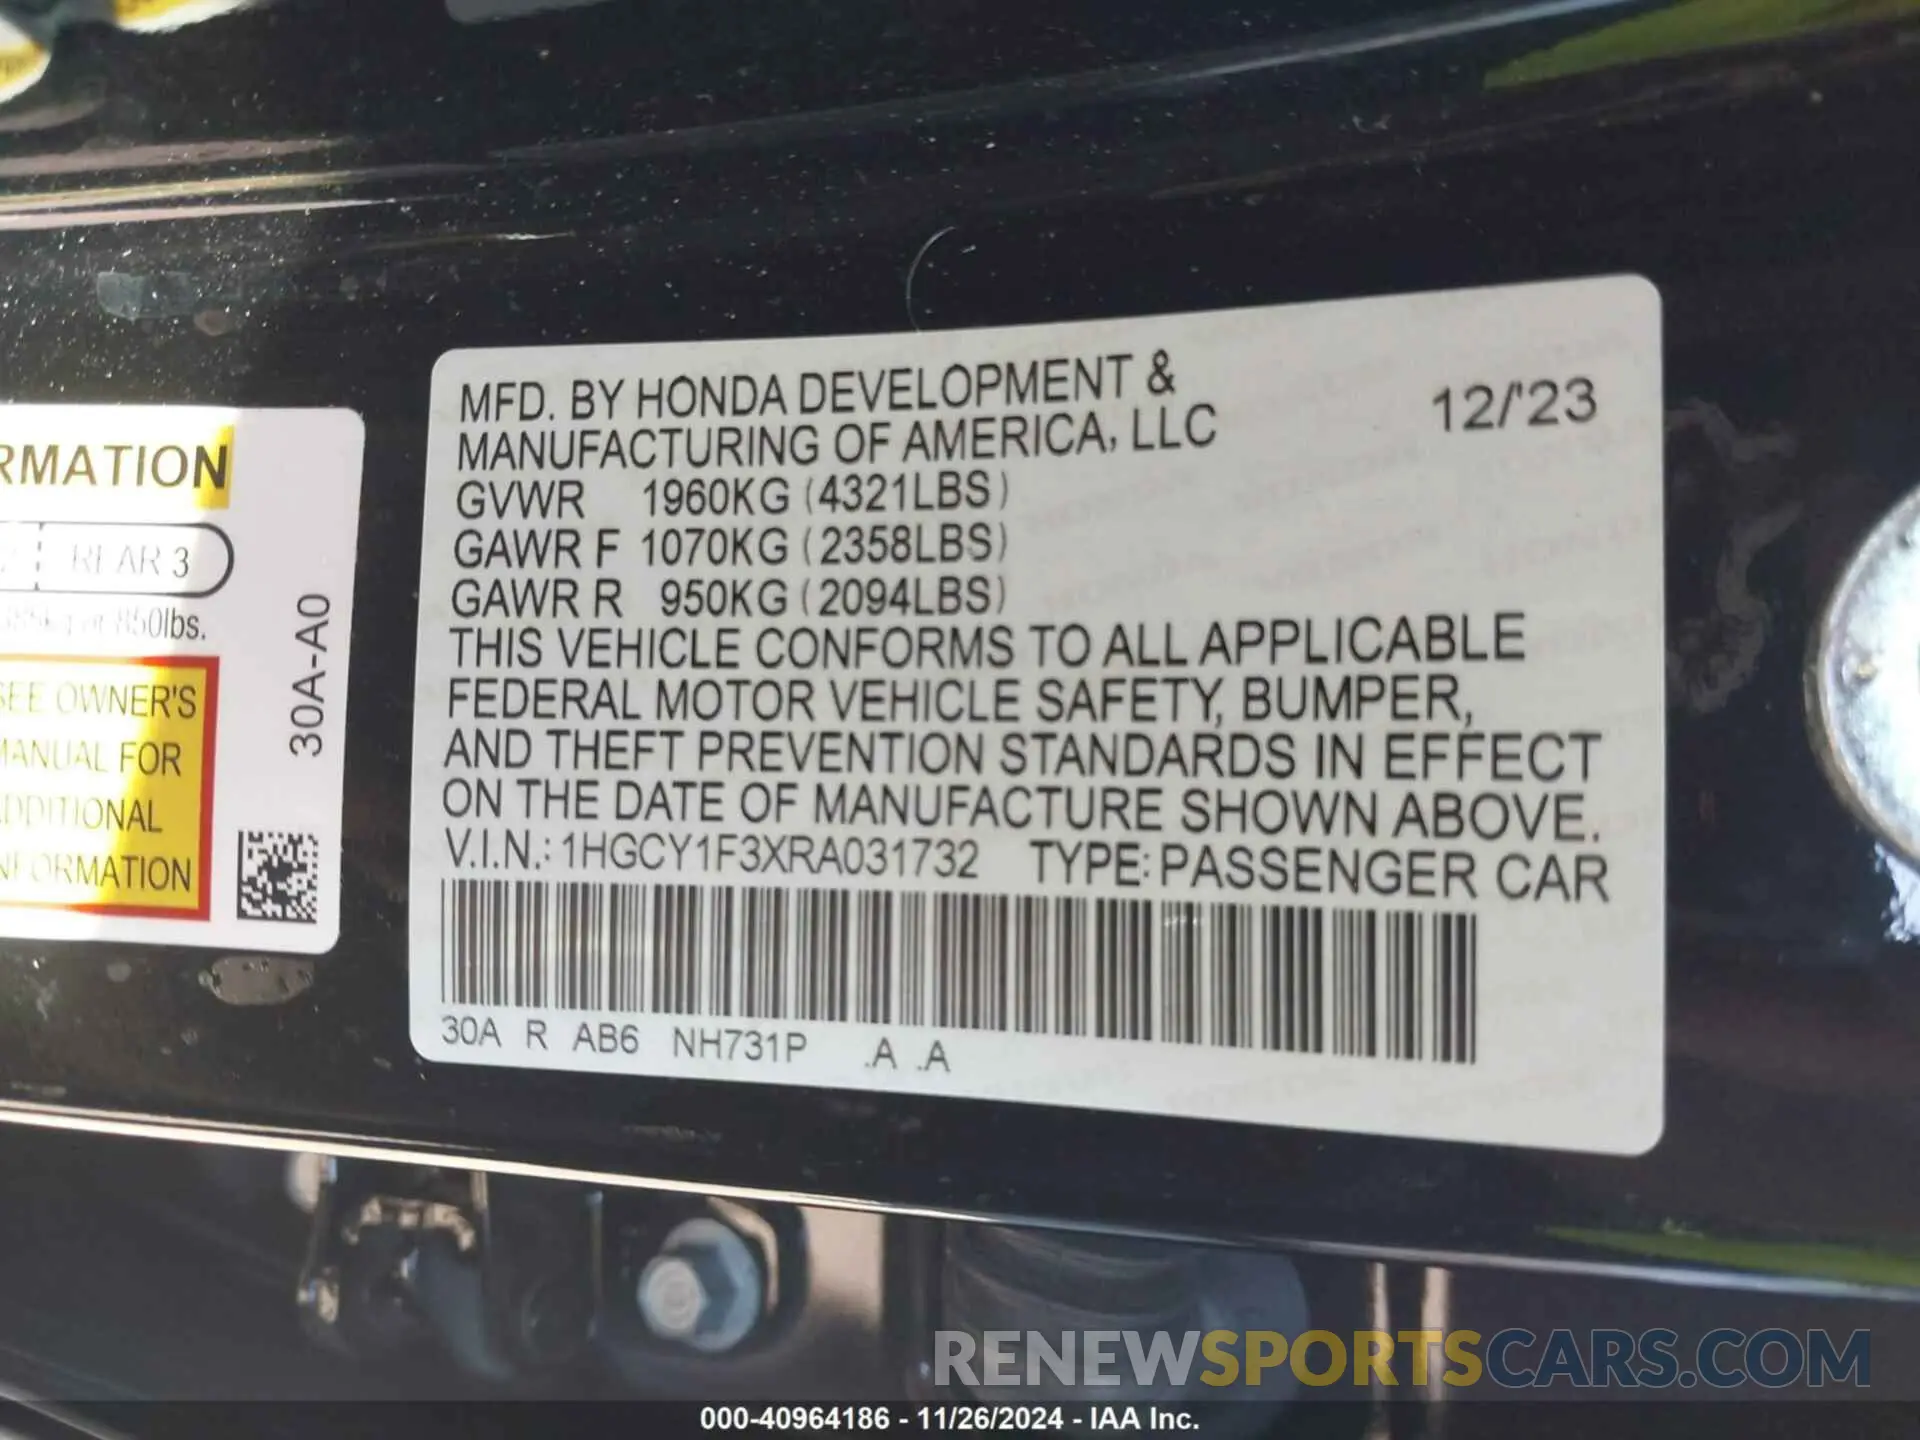 MFD. BY HONDA DEVELOPMENT &
MANUFACTURING OF AMERICA, LLC
12/'23
GVWR 1960KG (4321LBS)
GAWR F 1070KG (2358LBS)
GAWR R 950KG (2094LBS)
THIS VEHICLE CONFORMS TO ALL APPLICABLE
FEDERAL MOTOR VEHICLE SAFETY, BUMPER,
AND THEFT PREVENTION STANDARDS IN EFFECT
ON THE DATE OF MANUFACTURE SHOWN ABOVE.
V.I.N.: 1HGCY1F3XRA031732 TYPE: PASSENGER CAR
30A R AB6 NH731P .A .A
RMATION
REAR 3
850lbs.
SEE OWNER'S
MANUAL FOR
ADDITIONAL
INFORMATION
30A-A0
RENEWSPORTSCARS.COM
000-40964186 - 11/26/2024 - IAA Inc.